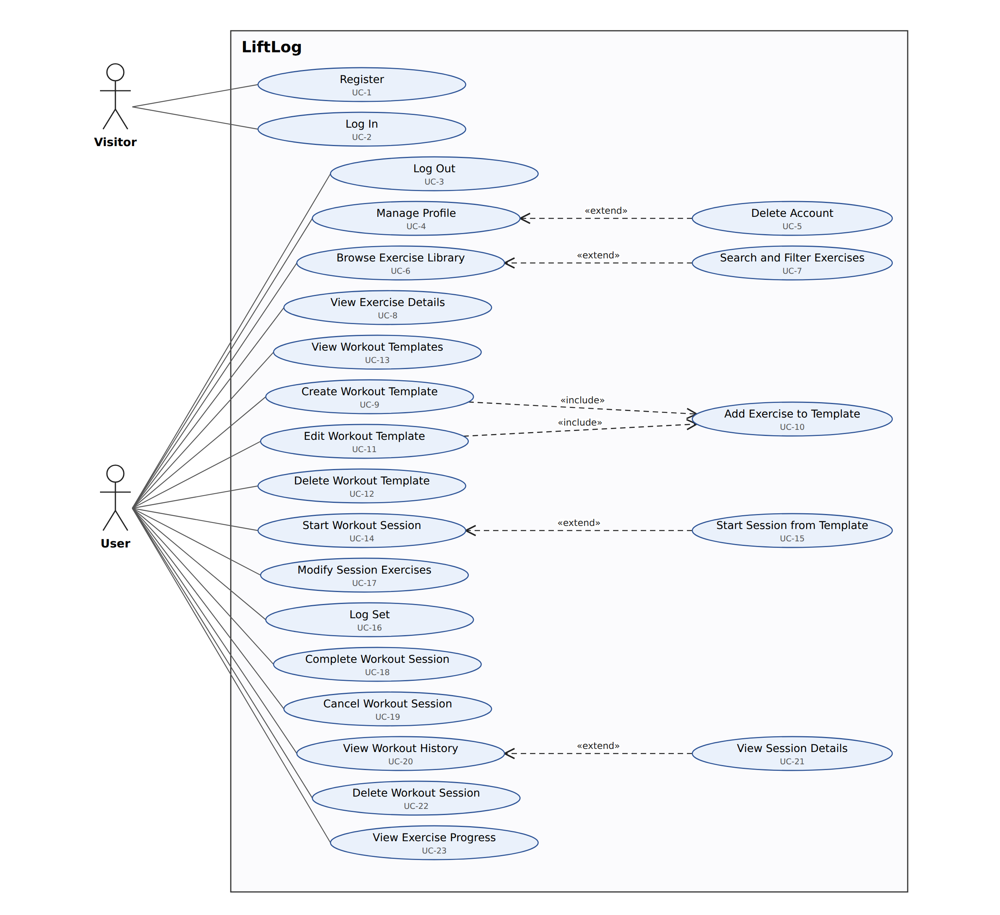 LiftLog
Register
UC-1
Visitor
Log In
UC-2
Log Out
UC-3
Manage Profile
UC-4
«extend»
Delete Account
UC-5
Browse Exercise Library
UC-6
«extend»
Search and Filter Exercises
UC-7
View Exercise Details
UC-8
View Workout Templates
UC-13
Create Workout Template
UC-9
«include»
Add Exercise to Template
UC-10
«include»
Edit Workout Template
UC-11
Delete Workout Template
UC-12
User
Start Workout Session
UC-14
«extend»
Start Session from Template
UC-15
Modify Session Exercises
UC-17
Log Set
UC-16
Complete Workout Session
UC-18
Cancel Workout Session
UC-19
View Workout History
UC-20
«extend»
View Session Details
UC-21
Delete Workout Session
UC-22
View Exercise Progress
UC-23